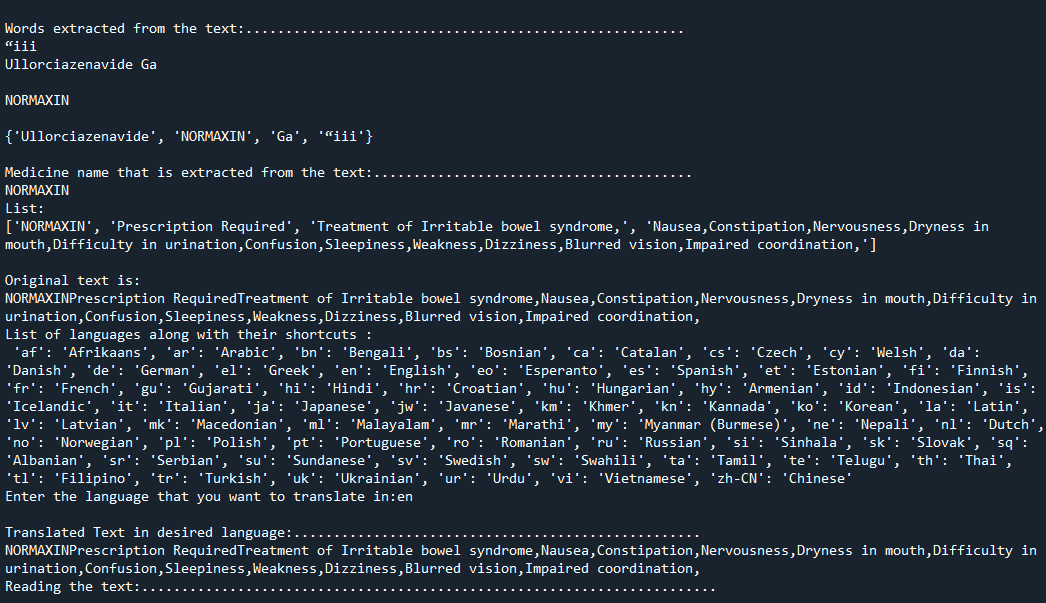 Words extracted from the text:.......................................................
“iii
Ullorciazenavide Ga
NORMAXIN
{'Ullorciazenavide', 'NORMAXIN', 'Ga', '“iii'}
Medicine name that is extracted from the text:........................................
NORMAXIN
List:
['NORMAXIN', 'Prescription Required', 'Treatment of Irritable bowel syndrome,', 'Nausea,Constipation,Nervousness,Dryness in
mouth,Difficulty in urination,Confusion,Sleepiness,Weakness,Dizziness,Blurred vision,Impaired coordination,']
Original text is:
NORMAXINPrescription RequiredTreatment of Irritable bowel syndrome,Nausea,Constipation,Nervousness,Dryness in mouth,Difficulty in
urination,Confusion,Sleepiness,Weakness,Dizziness,Blurred vision,Impaired coordination,
List of languages along with their shortcuts :
'af': 'Afrikaans', 'ar': 'Arabic', 'bn': 'Bengali', 'bs': 'Bosnian', 'ca': 'Catalan', 'cs': 'Czech', 'cy': 'Welsh', 'da':
'Danish', 'de': 'German', 'el': 'Greek', 'en': 'English', 'eo': 'Esperanto', 'es': 'Spanish', 'et': 'Estonian', 'fi': 'Finnish',
'fr': 'French', 'gu': 'Gujarati', 'hi': 'Hindi', 'hr': 'Croatian', 'hu': 'Hungarian', 'hy': 'Armenian', 'id': 'Indonesian', 'is':
'Icelandic', 'it': 'Italian', 'ja': 'Japanese', 'jw': 'Javanese', 'km': 'Khmer', 'kn': 'Kannada', 'ko': 'Korean', 'la': 'Latin',
'lv': 'Latvian', 'mk': 'Macedonian', 'ml': 'Malayalam', 'mr': 'Marathi', 'my': 'Myanmar (Burmese)', 'ne': 'Nepali', 'nl': 'Dutch',
'no': 'Norwegian', 'pl': 'Polish', 'pt': 'Portuguese', 'ro': 'Romanian', 'ru': 'Russian', 'si': 'Sinhala', 'sk': 'Slovak', 'sq':
'Albanian', 'sr': 'Serbian', 'su': 'Sundanese', 'sv': 'Swedish', 'sw': 'Swahili', 'ta': 'Tamil', 'te': 'Telugu', 'th': 'Thai',
'tl': 'Filipino', 'tr': 'Turkish', 'uk': 'Ukrainian', 'ur': 'Urdu', 'vi': 'Vietnamese', 'zh-CN': 'Chinese'
Enter the language that you want to translate in:en
Translated Text in desired language:...................................................
NORMAXINPrescription RequiredTreatment of Irritable bowel syndrome,Nausea,Constipation,Nervousness,Dryness in mouth,Difficulty in
urination,Confusion,Sleepiness,Weakness,Dizziness,Blurred vision,Impaired coordination,
Reading the text:........................................................................